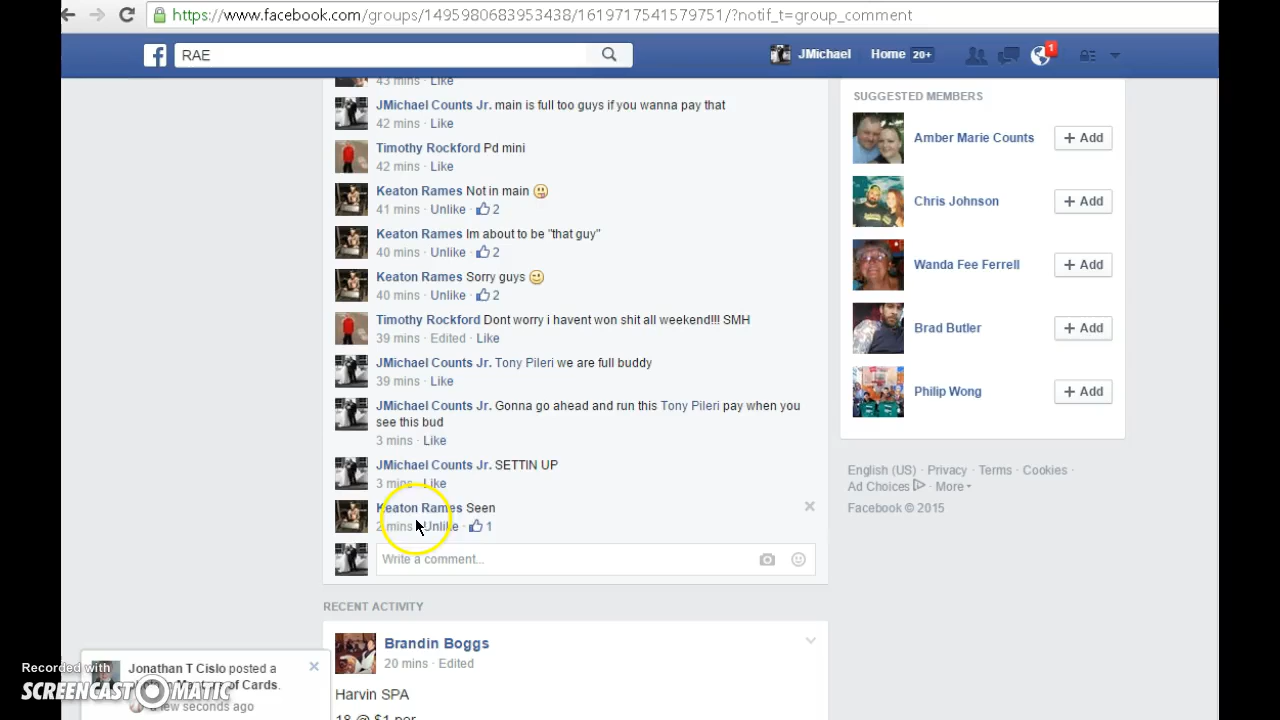 https://www.facebook.com/groups/1495980683953438/1619717541579751/?notif_t=group_comment
RAE
JMichael Home 20+ 1
43 mins · Like
JMichael Counts Jr. main is full too guys if you wanna pay that
42 mins · Like
Timothy Rockford Pd mini
42 mins · Like
Keaton Rames Not in main
41 mins · Unlike · 2
Keaton Rames Im about to be "that guy"
40 mins · Unlike · 2
Keaton Rames Sorry guys
40 mins · Unlike · 2
Timothy Rockford Dont worry i havent won shit all weekend!!! SMH
39 mins · Edited · Like
JMichael Counts Jr. Tony Pileri we are full buddy
39 mins · Like
JMichael Counts Jr. Gonna go ahead and run this Tony Pileri pay when you
see this bud
3 mins · Like
JMichael Counts Jr. SETTIN UP
3 mins · Like
Keaton Rames Seen
2 mins · Unlike · 1
Write a comment...
RECENT ACTIVITY
Brandin Boggs
20 mins · Edited
Harvin SPA
18 @ $1 per
SUGGESTED MEMBERS
Amber Marie Counts + Add
Chris Johnson + Add
Wanda Fee Ferrell + Add
Brad Butler + Add
Philip Wong + Add
English (US) · Privacy · Terms · Cookies ·
Ad Choices · More
Facebook © 2015
Jonathan T Cislo posted a
of Cards.
few seconds ago
Recorded with
SCREENCAST-O-MATIC